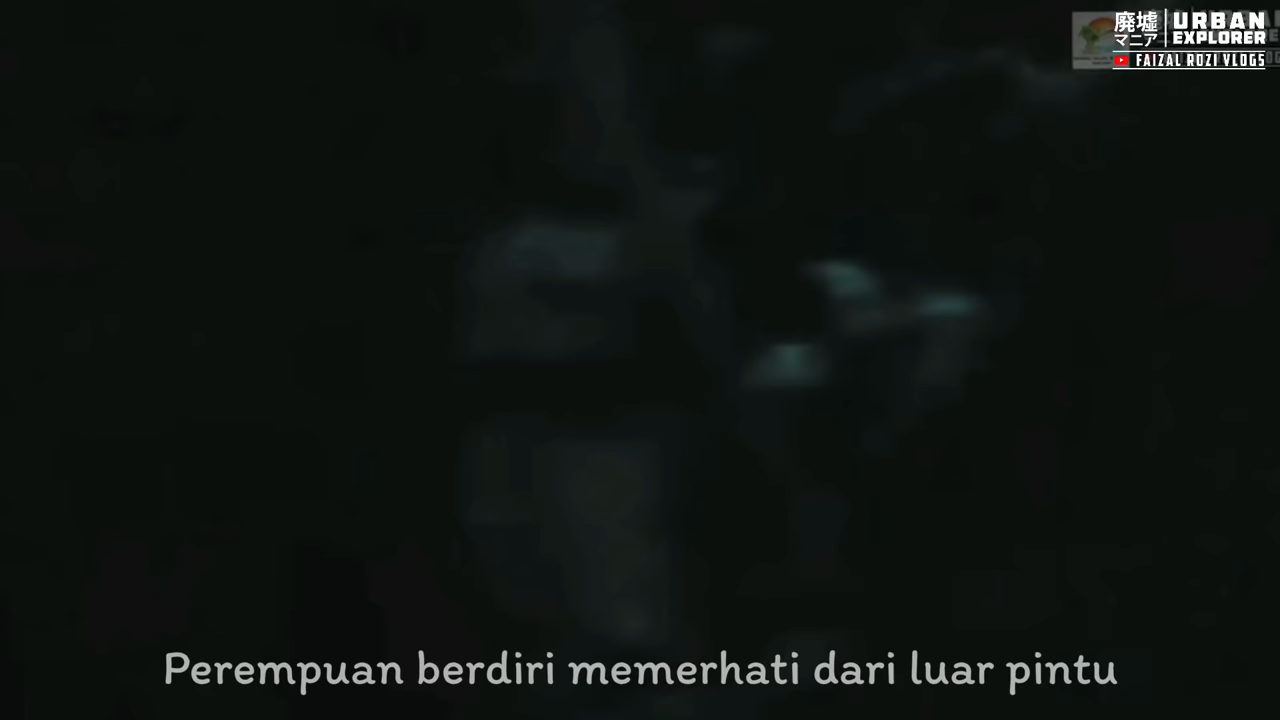 廃墟
マニア
URBAN
EXPLORER
FAIZAL ROZI VLOGS
Perempuan berdiri memerhati dari luar pintu